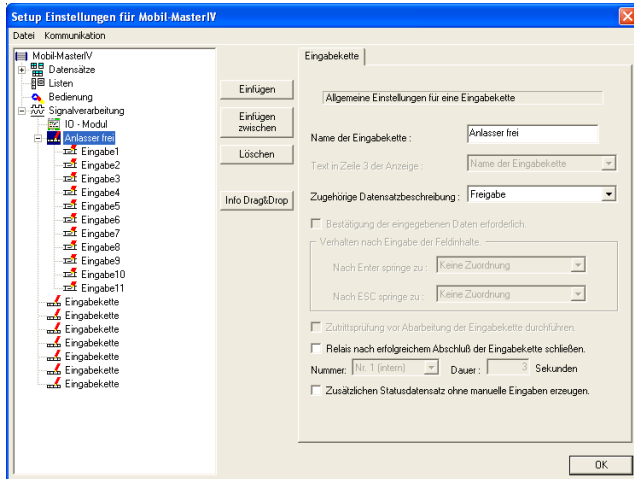 Setup Einstellungen für Mobil-MasterIV
Datei Kommunikation
Mobil-MasterIV
Datensätze
Listen
Bedienung
Signalverarbeitung
IO - Modul
Anlasser frei
Eingabe1
Eingabe2
Eingabe3
Eingabe4
Eingabe5
Eingabe6
Eingabe7
Eingabe8
Eingabe9
Eingabe10
Eingabe11
Eingabekette
Eingabekette
Eingabekette
Eingabekette
Eingabekette
Eingabekette
Eingabekette
Einfügen
Einfügen
zwischen
Löschen
Info Drag&Drop
Eingabekette
Allgemeine Einstellungen für eine Eingabekette
Name der Eingabekette : Anlasser frei
Text in Zeile 3 der Anzeige : Name der Eingabekette
Zugehörige Datensatzbeschreibung : Freigabe
Bestätigung der eingegebenen Daten erforderlich.
Verhalten nach Eingabe der Feldinhalte.
Nach Enter springe zu : Keine Zuordnung
Nach ESC springe zu : Keine Zuordnung
Zutrittsprüfung vor Abarbeitung der Eingabekette durchführen.
Relais nach erfolgreichem Abschluß der Eingabekette schließen.
Nummer: Nr. 1 (intern) Dauer : 3 Sekunden
Zusätzlichen Statusdatensatz ohne manuelle Eingaben erzeugen.
OK